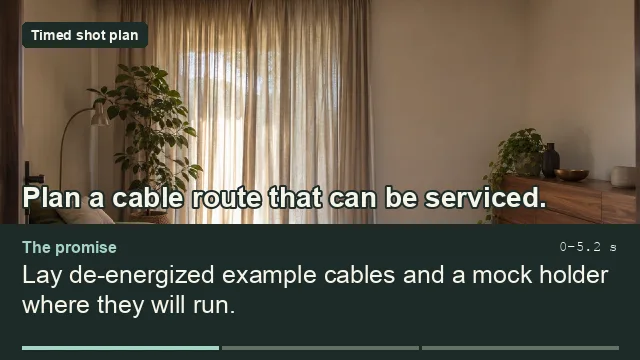 Timed shot plan
Plan a cable route that can be serviced.
The promise
0–5.2 s
Lay de-energized example cables and a mock holder
where they will run.